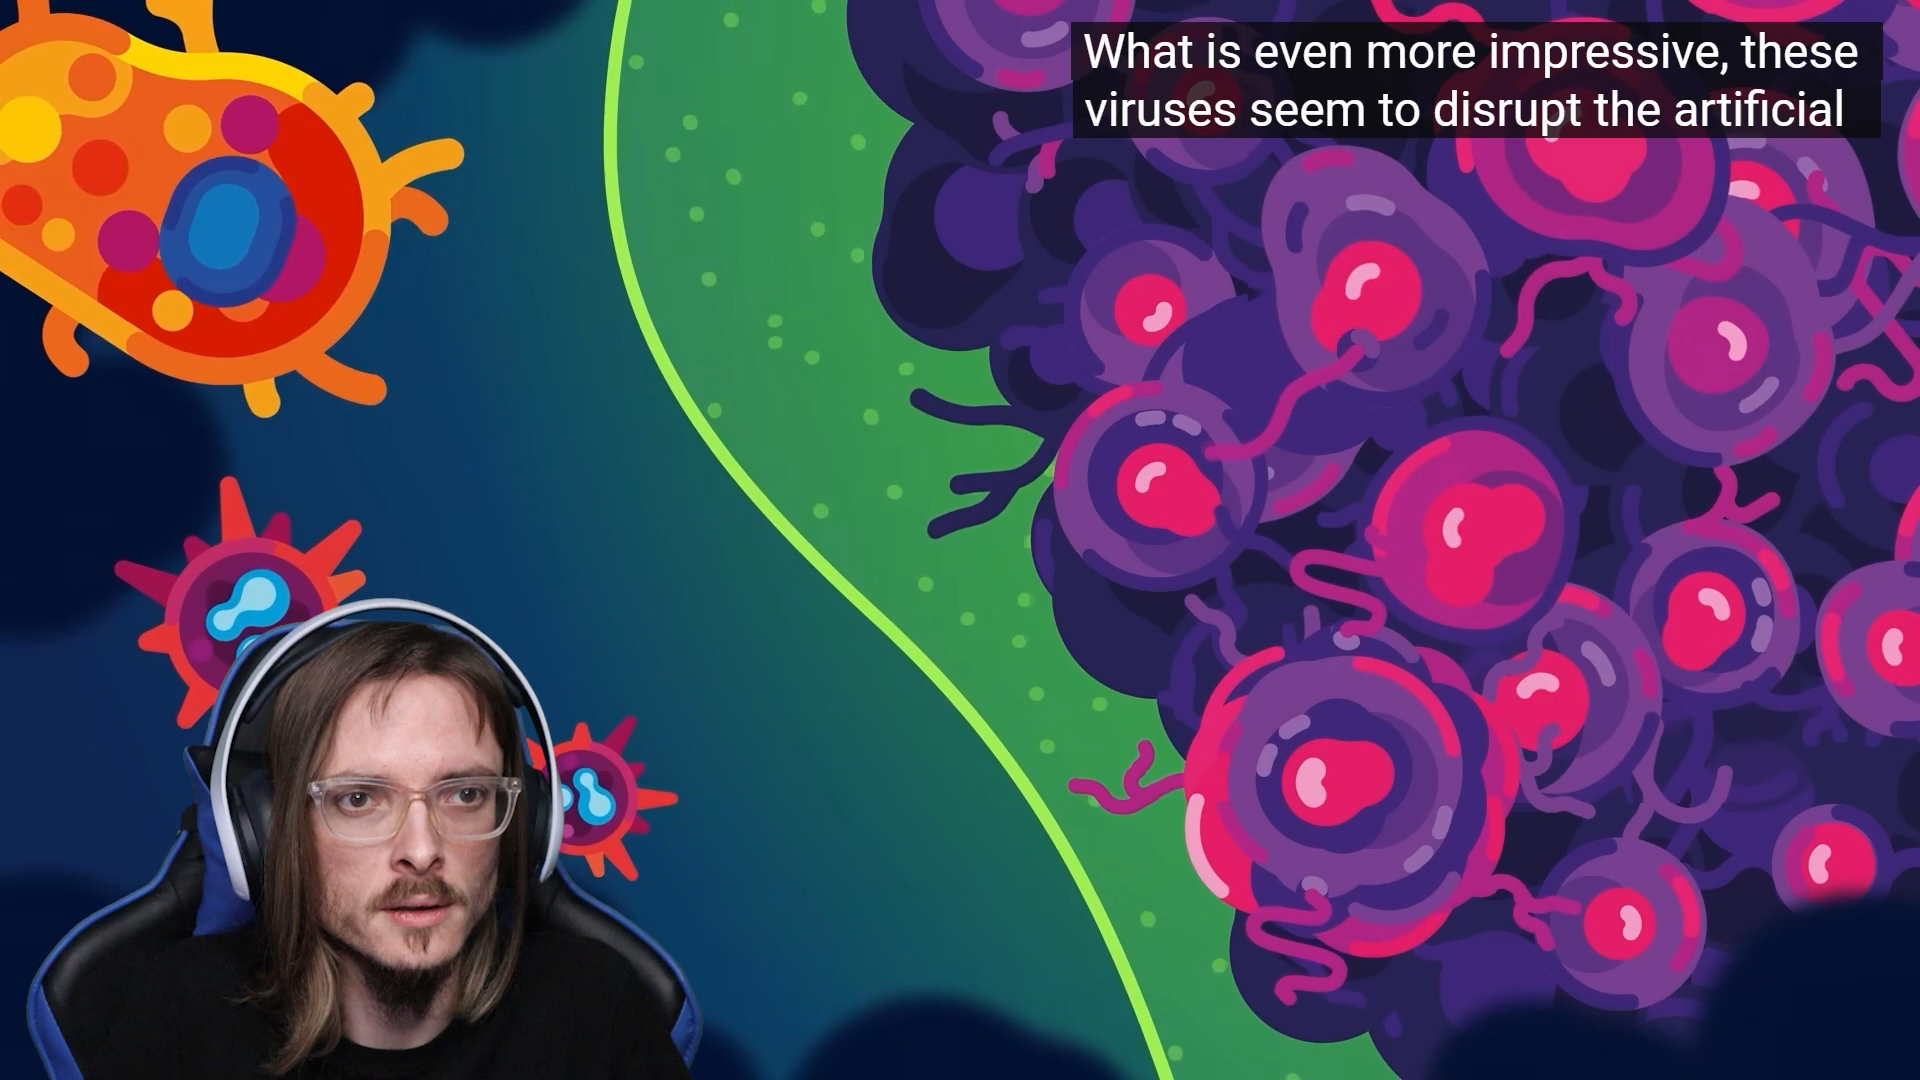 What is even more impressive, these
viruses seem to disrupt the artificial